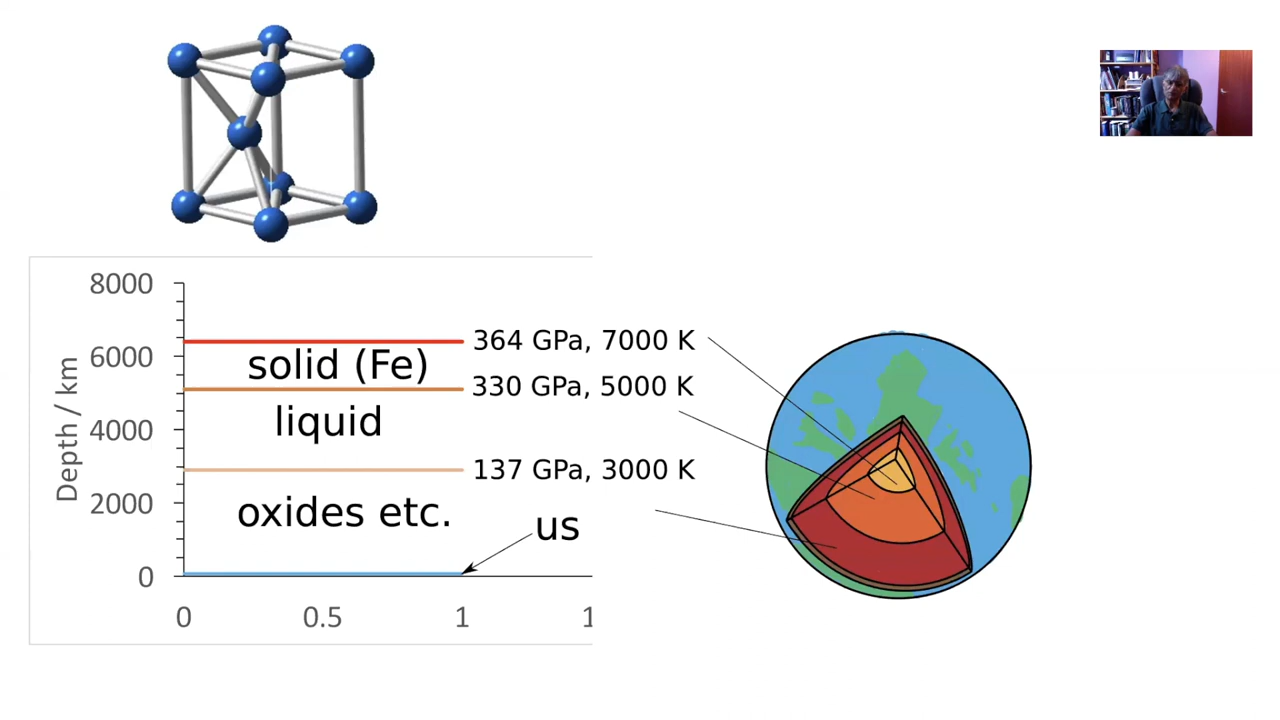 8000
364 GPa, 7000 K
6000
solid (Fe)
330 GPa, 5000 K
4000
liquid
137 GPa, 3000 K
2000
oxides etc.
us
0
0 0.5 1 1
Depth / km